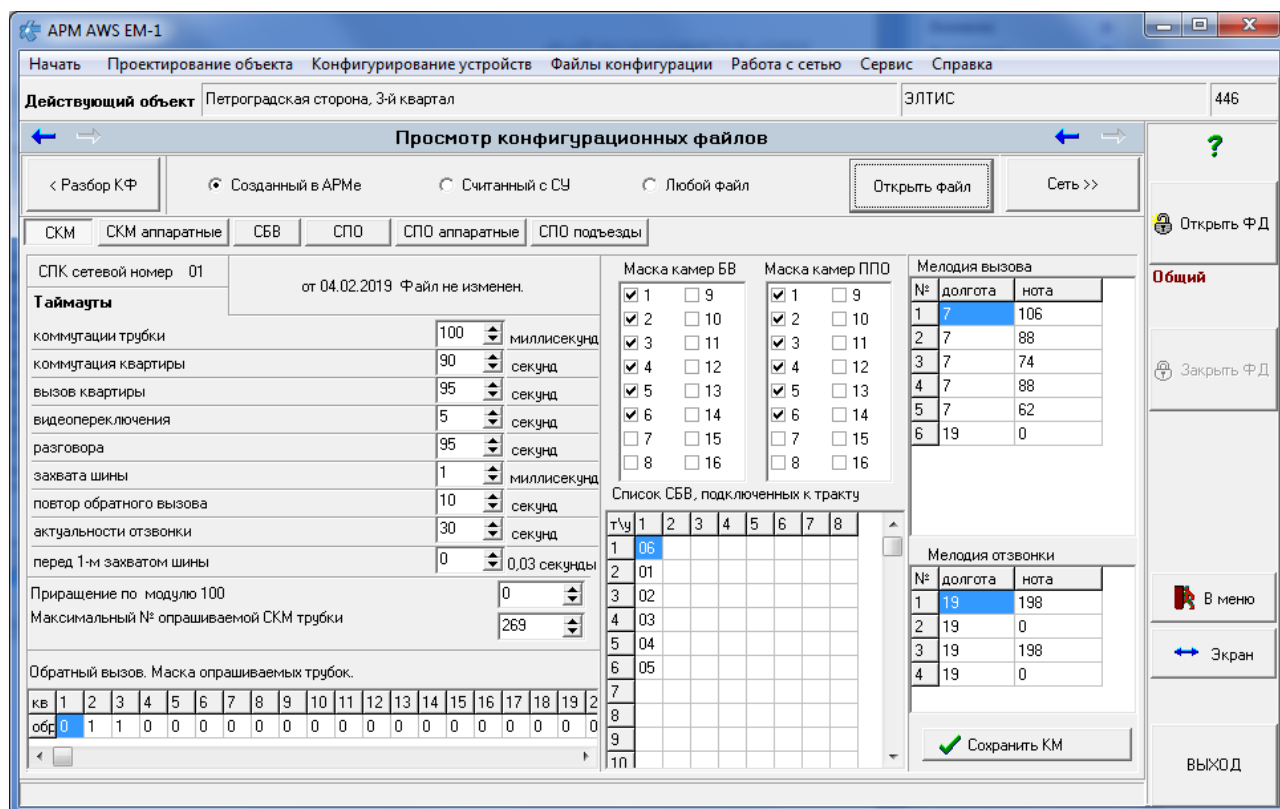 АРМ AWS EM-1
Начать Проектирование объекта Конфигурирование устройств Файлы конфигурации Работа с сетью Сервис Справка
Действующий объект Петроградская сторона, 3-й квартал ЭЛТИС 446
Просмотр конфигурационных файлов
?
< Разбор КФ Созданный в АРМе Считанный с СУ Любой файл Открыть файл Сеть >>
Открыть ФД
СКМ СКМ аппаратные СБВ СПО СПО аппаратные СПО подъезды
Общий
Закрыть ФД
В меню
Экран
ВЫХОД
СПК сетевой номер 01
от 04.02.2019 Файл не изменен.
Таймауты
коммутации трубки 100 миллисекунд
коммутация квартиры 90 секунд
вызов квартиры 95 секунд
видеопереключения 5 секунд
разговора 95 секунд
захвата шины 1 миллисекунд
повтор обратного вызова 10 секунд
актуальности отзвонки 30 секунд
перед 1-м захватом шины 0 0,03 секунды
Приращение по модулю 100 0
Максимальный № опрашиваемой СКМ трубки 269
Обратный вызов. Маска опрашиваемых трубок.
кв 1 2 3 4 5 6 7 8 9 10 11 12 13 14 15 16 17 18 19 2
обр 0 1 1 0 0 0 0 0 0 0 0 0 0 0 0 0 0 0 0 0
Маска камер БВ Маска камер ППО
1 9 1 9
2 10 2 10
3 11 3 11
4 12 4 12
5 13 5 13
6 14 6 14
7 15 7 15
8 16 8 16
Список СБВ, подключенных к тракту
т\у 1 2 3 4 5 6 7 8
1 06
2 01
3 02
4 03
5 04
6 05
7
8
9
10
Мелодия вызова
№ долгота нота
1 7 106
2 7 88
3 7 74
4 7 88
5 7 62
6 19 0
Мелодия отзвонки
№ долгота нота
1 19 198
2 19 0
3 19 198
4 19 0
Сохранить КМ